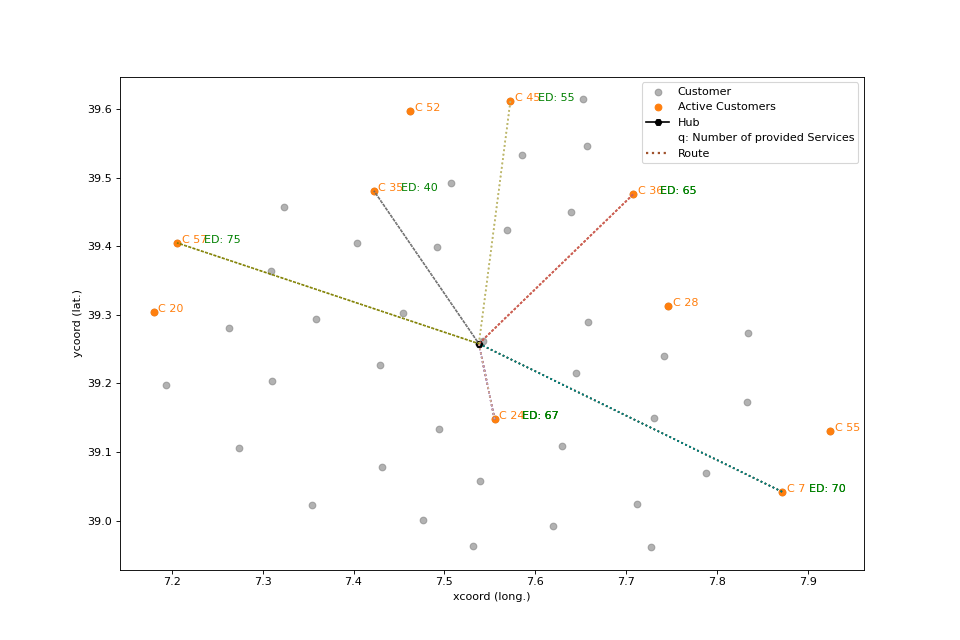 Customer
Active Customers
Hub
q: Number of provided Services
Route
C 52
C 45
ED: 55
C 35
ED: 40
C 36
ED: 65
C 57
ED: 75
C 20
C 28
C 24
ED: 67
C 55
C 7
ED: 70
39.6
39.5
39.4
39.3
39.2
39.1
39.0
ycoord (lat.)
7.2
7.3
7.4
7.5
7.6
7.7
7.8
7.9
xcoord (long.)